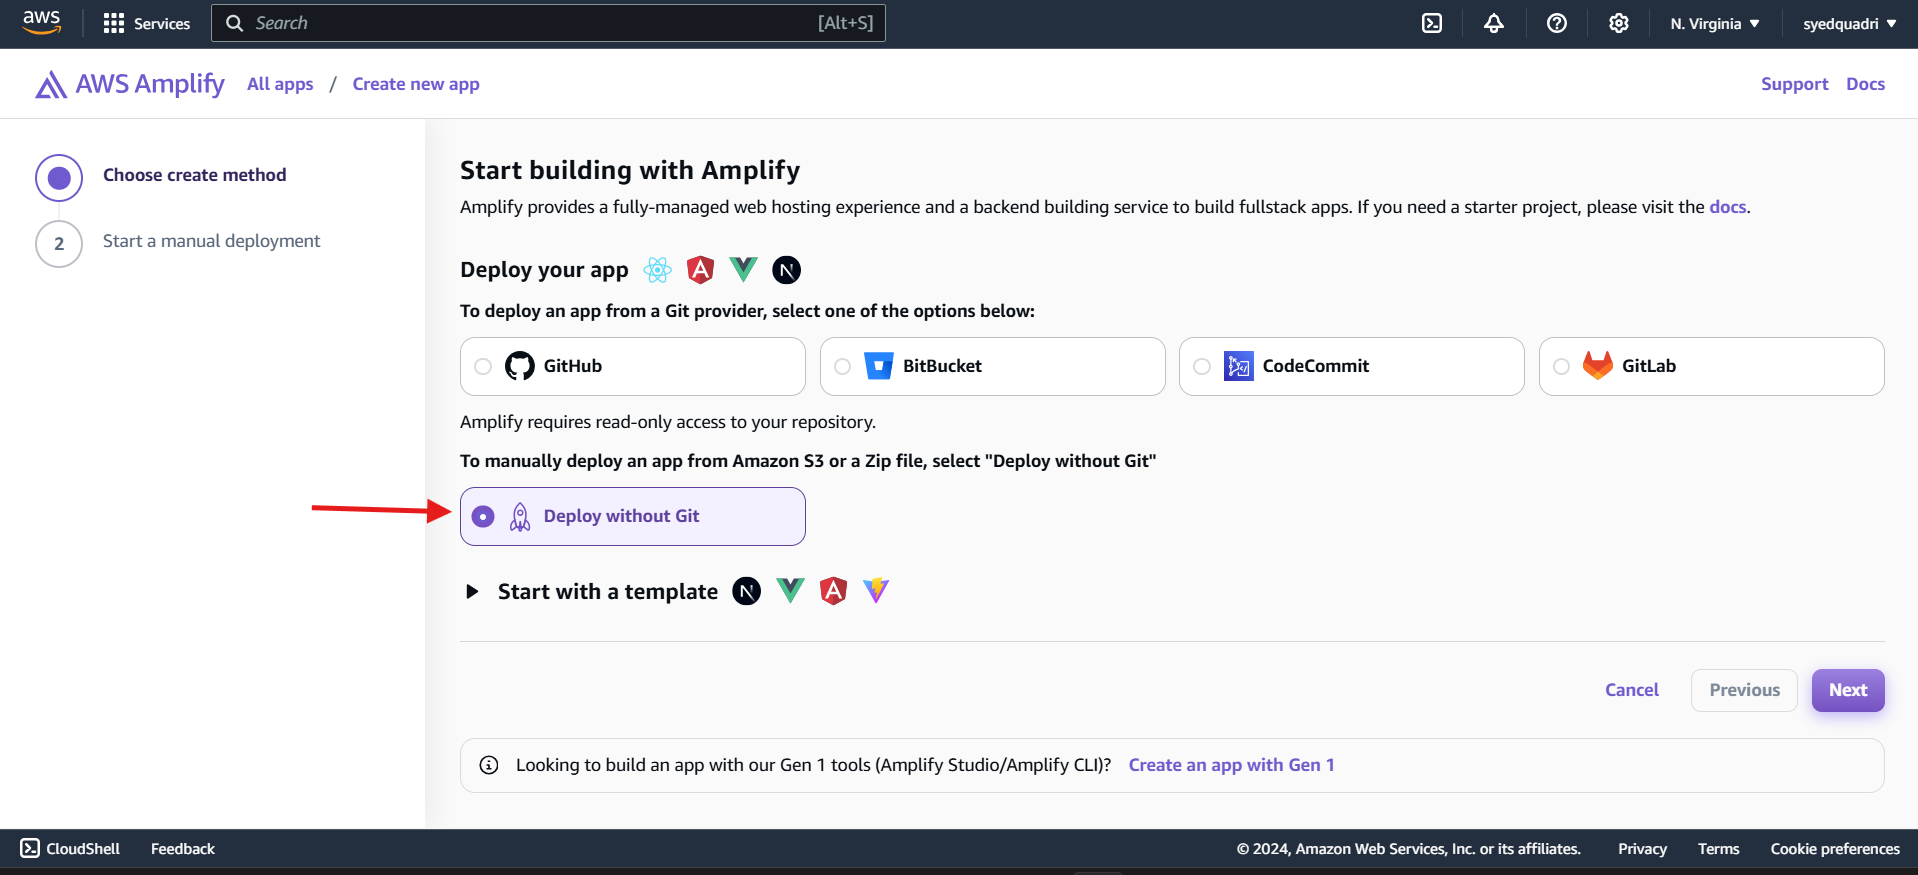 aws
Services
Search
[Alt+S]
N. Virginia
syedquadri
AWS Amplify
All apps / Create new app
Support
Docs
Choose create method
2
Start a manual deployment
Start building with Amplify
Amplify provides a fully-managed web hosting experience and a backend building service to build fullstack apps. If you need a starter project, please visit the docs.
Deploy your app
To deploy an app from a Git provider, select one of the options below:
GitHub
BitBucket
CodeCommit
GitLab
Amplify requires read-only access to your repository.
To manually deploy an app from Amazon S3 or a Zip file, select "Deploy without Git"
Deploy without Git
Start with a template
Cancel
Previous
Next
Looking to build an app with our Gen 1 tools (Amplify Studio/Amplify CLI)? Create an app with Gen 1
CloudShell
Feedback
© 2024, Amazon Web Services, Inc. or its affiliates.
Privacy
Terms
Cookie preferences